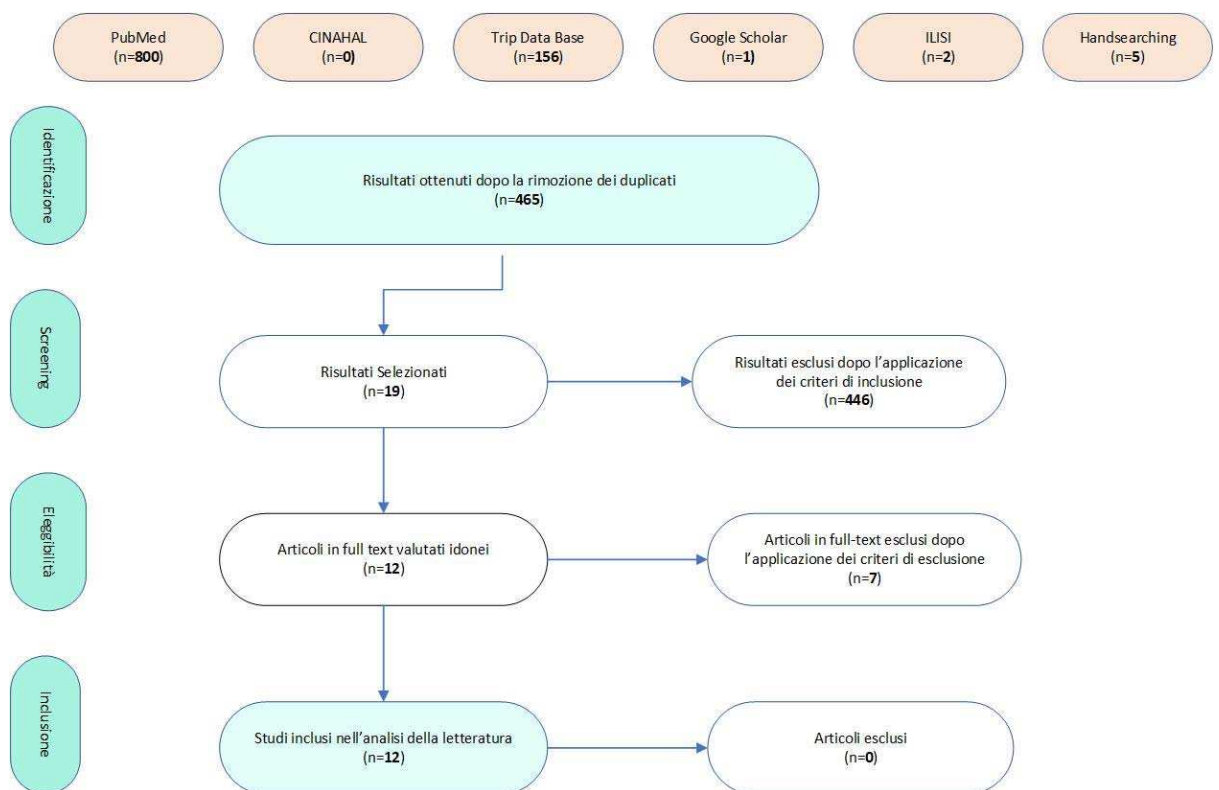 PubMed
(n=800)
CINAHAL
(n=0)
Trip Data Base
(n=156)
Google Scholar
(n=1)
ILISI
(n=2)
Handsearching
(n=5)
Identificazione
Risultati ottenuti dopo la rimozione dei duplicati
(n=465)
Screening
Risultati Selezionati
(n=19)
Risultati esclusi dopo l’applicazione
dei criteri di inclusione
(n=446)
Eleggibilità
Articoli in full text valutati idonei
(n=12)
Articoli in full-text esclusi dopo
l’applicazione dei criteri di esclusione
(n=7)
Inclusione
Studi inclusi nell’analisi della letteratura
(n=12)
Articoli esclusi
(n=0)